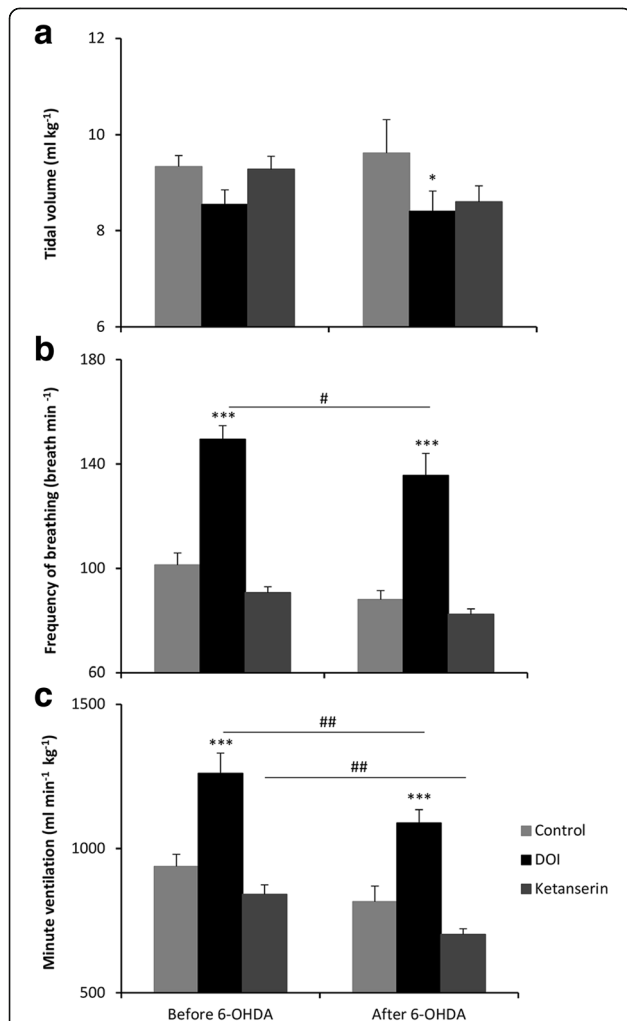 a
12
10
8
6
Tidal volume (ml kg⁻¹)
*
b
180
140
100
60
Frequency of breathing (breath min ⁻¹)
***
#
***
c
1500
1000
500
Minute ventilation (ml min⁻¹ kg⁻¹)
##
***
##
***
Control
DOI
Ketanserin
Before 6-OHDA After 6-OHDA